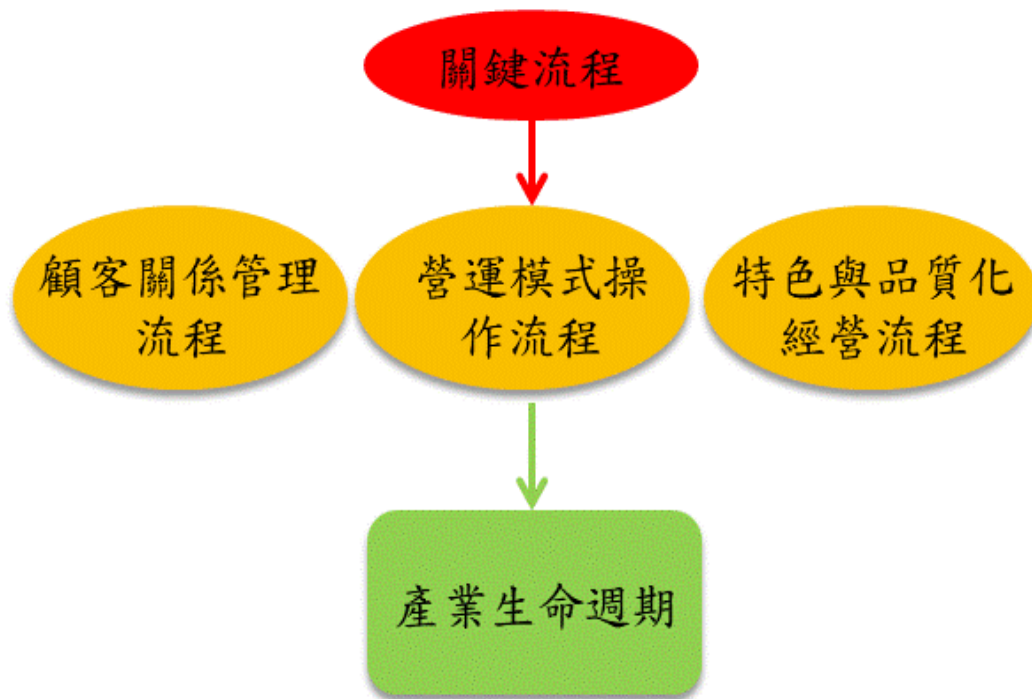 關鍵流程
顧客關係管理
流程
營運模式操
作流程
特色與品質化
經營流程
產業生命週期